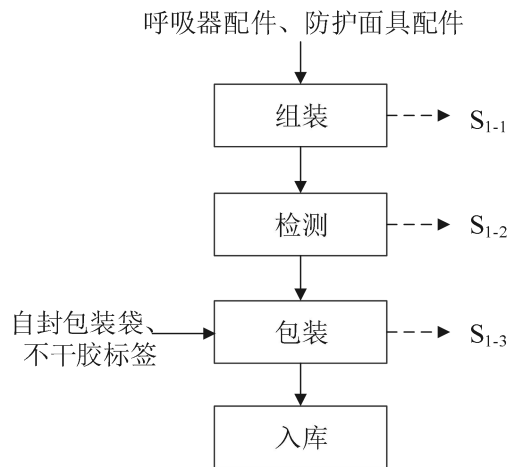 呼吸器配件、防护面具配件
组装
S1-1
检测
S1-2
自封包装袋、
不干胶标签
包装
S1-3
入库